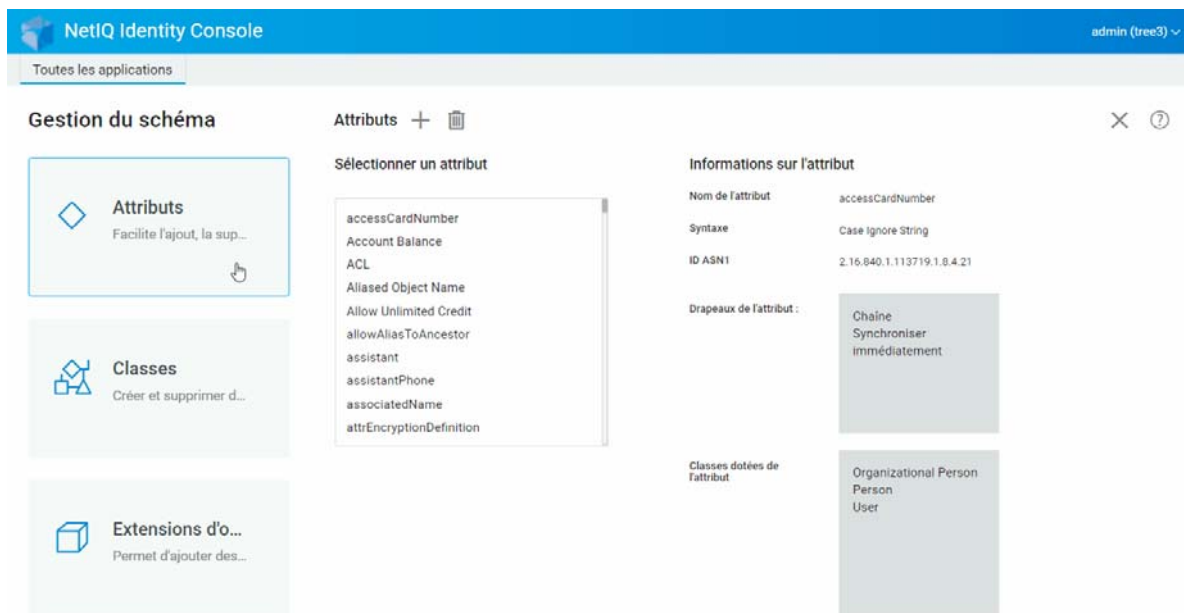 NetIQ Identity Console
admin (tree3)
Toutes les applications
Gestion du schéma
Attributs
Facilite l'ajout, la sup...
Classes
Créer et supprimer d...
Extensions d'o...
Permet d'ajouter des...
Attributs
Sélectionner un attribut
accessCardNumber
Account Balance
ACL
Aliased Object Name
Allow Unlimited Credit
allowAliasToAncestor
assistant
assistantPhone
associatedName
attrEncryptionDefinition
Informations sur l'attribut
Nom de l'attribut
accessCardNumber
Syntaxe
Case Ignore String
ID ASN1
2.16.840.1.113719.1.8.4.21
Drapeaux de l'attribut :
Chaîne
Synchroniser
immédiatement
Classes dotées de
l'attribut
Organizational Person
Person
User